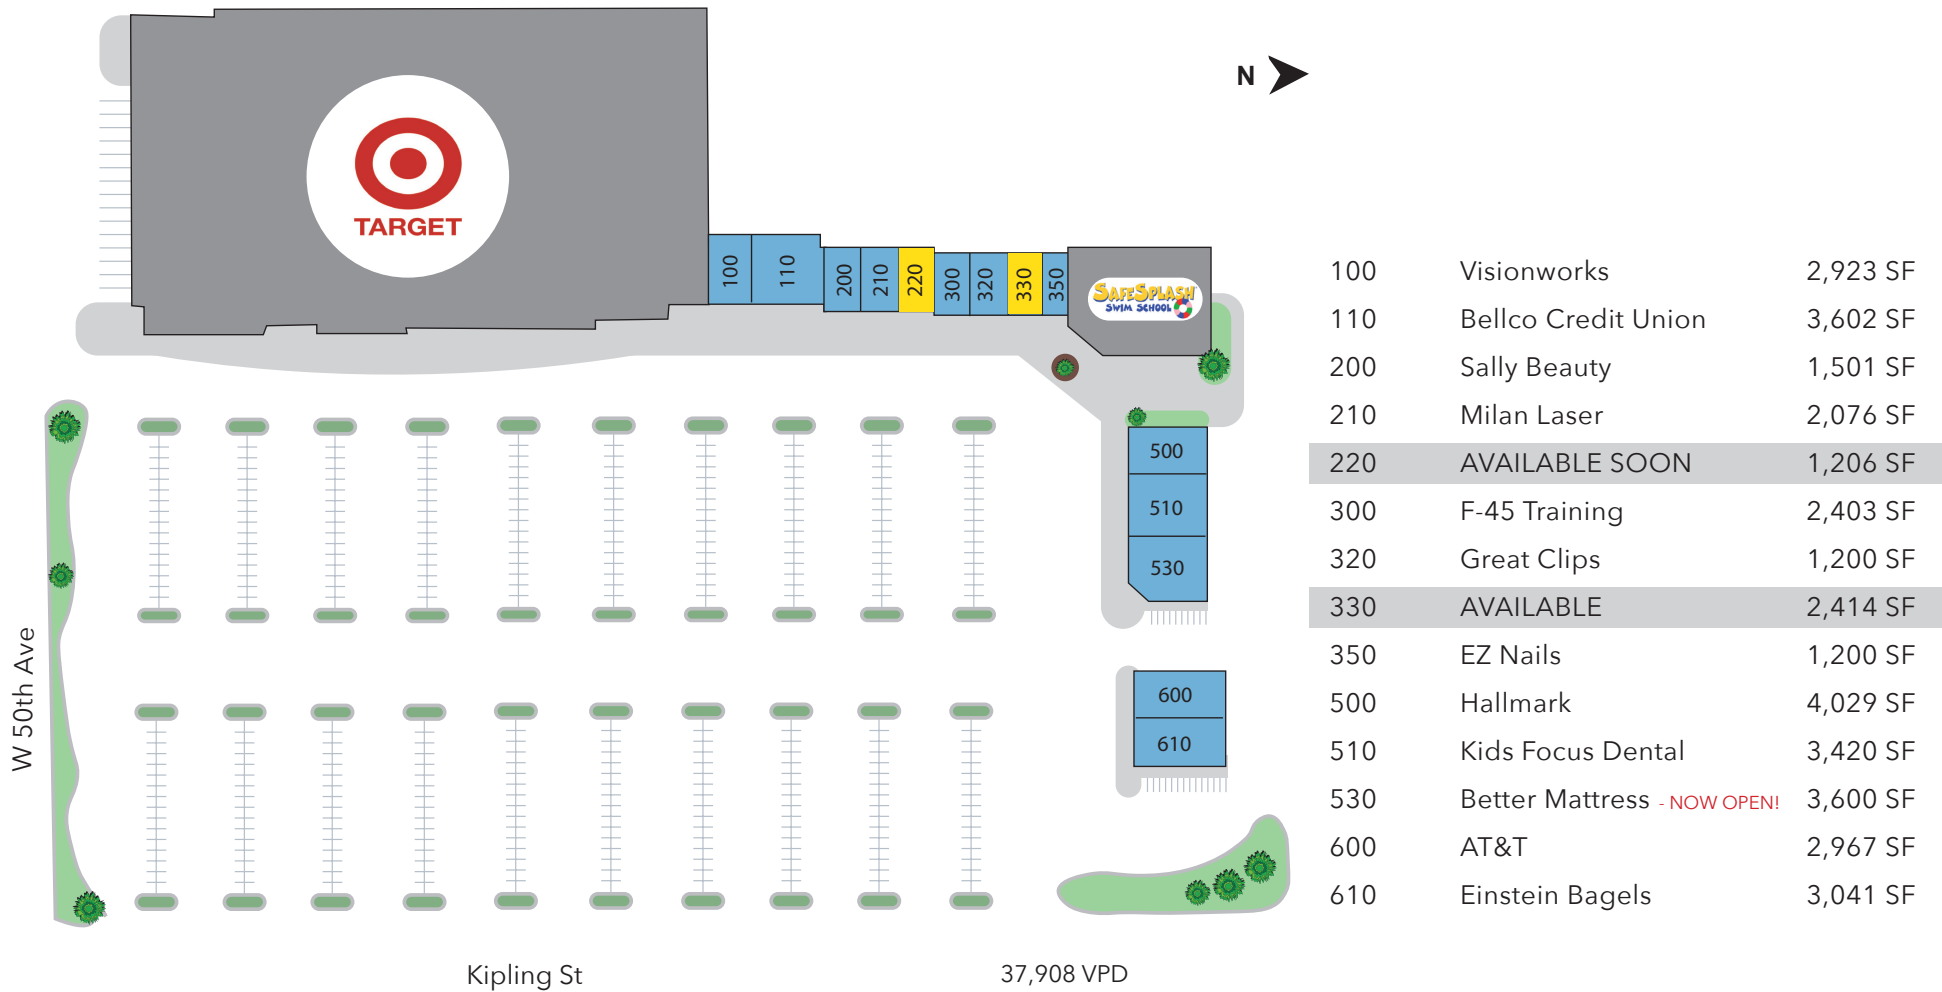 N
TARGET
100
110
200
210
220
300
320
330
350
SAFESPLASH
SWIM SCHOOL
500
510
530
600
610
W 50th Ave
Kipling St
37,908 VPD
100 Visionworks 2,923 SF
110 Bellco Credit Union 3,602 SF
200 Sally Beauty 1,501 SF
210 Milan Laser 2,076 SF
220 AVAILABLE SOON 1,206 SF
300 F-45 Training 2,403 SF
320 Great Clips 1,200 SF
330 AVAILABLE 2,414 SF
350 EZ Nails 1,200 SF
500 Hallmark 4,029 SF
510 Kids Focus Dental 3,420 SF
530 Better Mattress - NOW OPEN! 3,600 SF
600 AT&T 2,967 SF
610 Einstein Bagels 3,041 SF